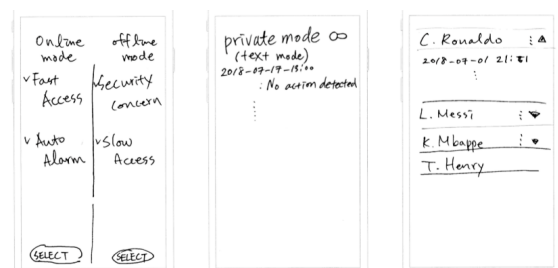 Online mode
✓Fast Access
✓Auto Alarm
SELECT
offline mode
✓Security concern
✓Slow Access
SELECT
private mode ∞
(text mode)
2018-07-17-13:00
: No action detected
C. Ronaldo
2018-07-01 21:
L. Messi
K. Mbappe
T. Henry